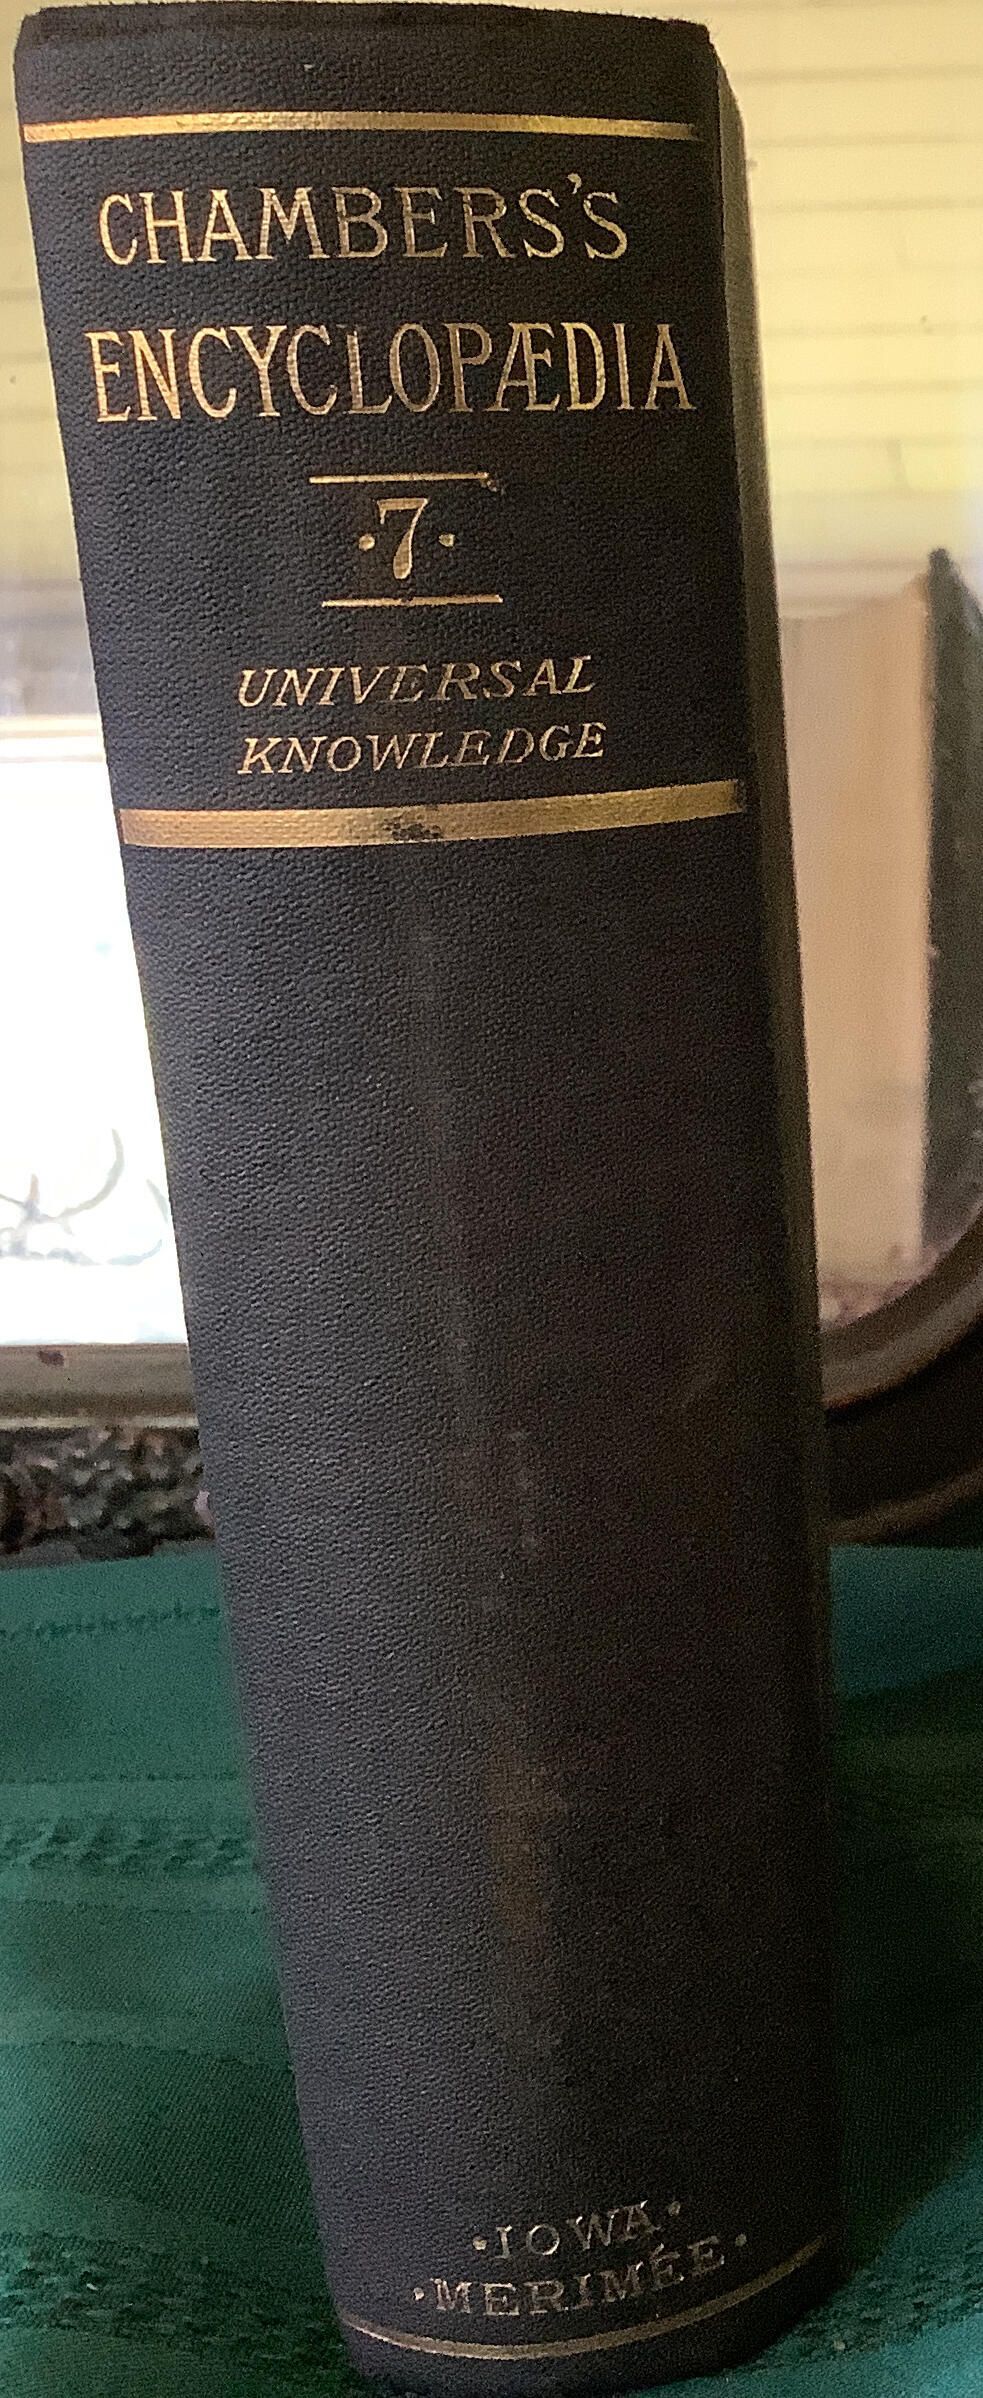 CHAMBERS'S
ENCYCLOPÆDIA
·7·
UNIVERSAL
KNOWLEDGE
·IOWA·
·MERIMÉE·